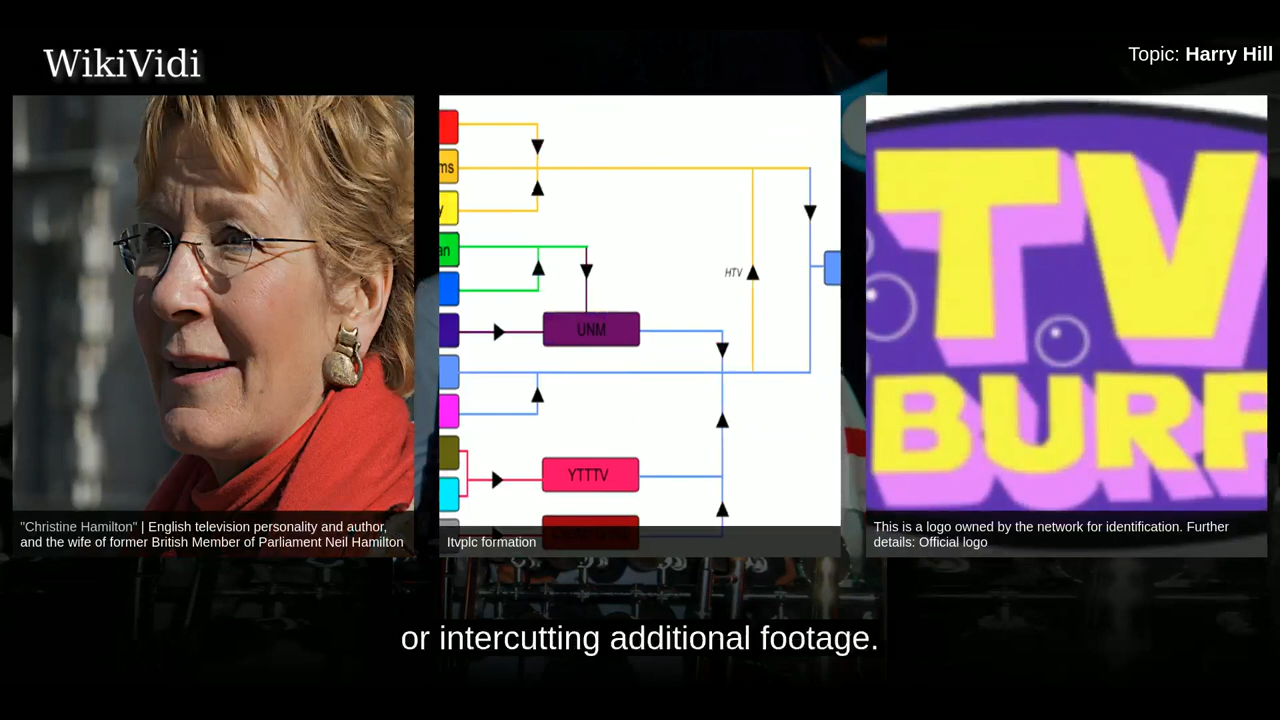 WikiVidi
Topic: Harry Hill
ms
y
an
HTV
UNM
YTTTV
TV
BURP
"Christine Hamilton" | English television personality and author,
and the wife of former British Member of Parliament Neil Hamilton
Itvplc formation
This is a logo owned by the network for identification. Further
details: Official logo
or intercutting additional footage.